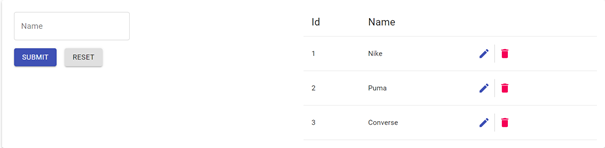 Name
SUBMIT RESET
Id Name
1 Nike
2 Puma
3 Converse